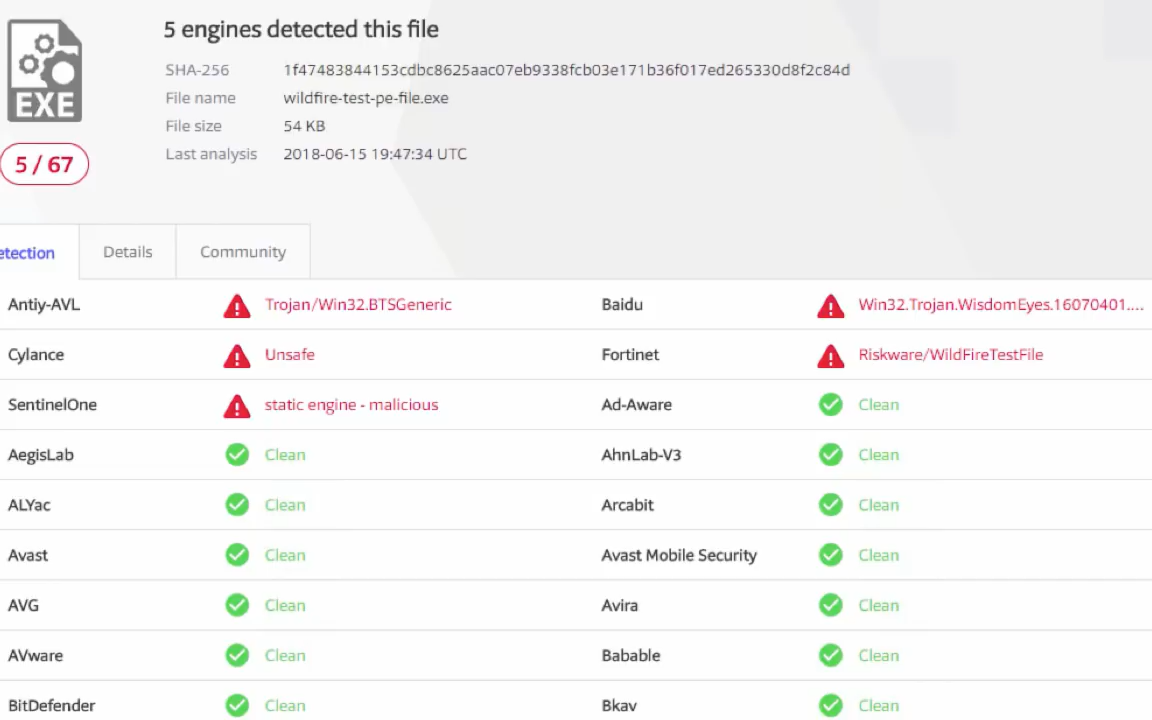 5 engines detected this file
EXE
SHA-256 1f47483844153cdbc8625aac07eb9338fcb03e171b36f017ed265330d8f2c84d
File name wildfire-test-pe-file.exe
File size 54 KB
5 / 67
Last analysis 2018-06-15 19:47:34 UTC
etection Details Community
Antiy-AVL Trojan/Win32.BTSGeneric Baidu Win32.Trojan.WisdomEyes.16070401....
Cylance Unsafe Fortinet Riskware/WildFireTestFile
SentinelOne static engine - malicious Ad-Aware Clean
AegisLab Clean AhnLab-V3 Clean
ALYac Clean Arcabit Clean
Avast Clean Avast Mobile Security Clean
AVG Clean Avira Clean
AVware Clean Babable Clean
BitDefender Clean Bkav Clean